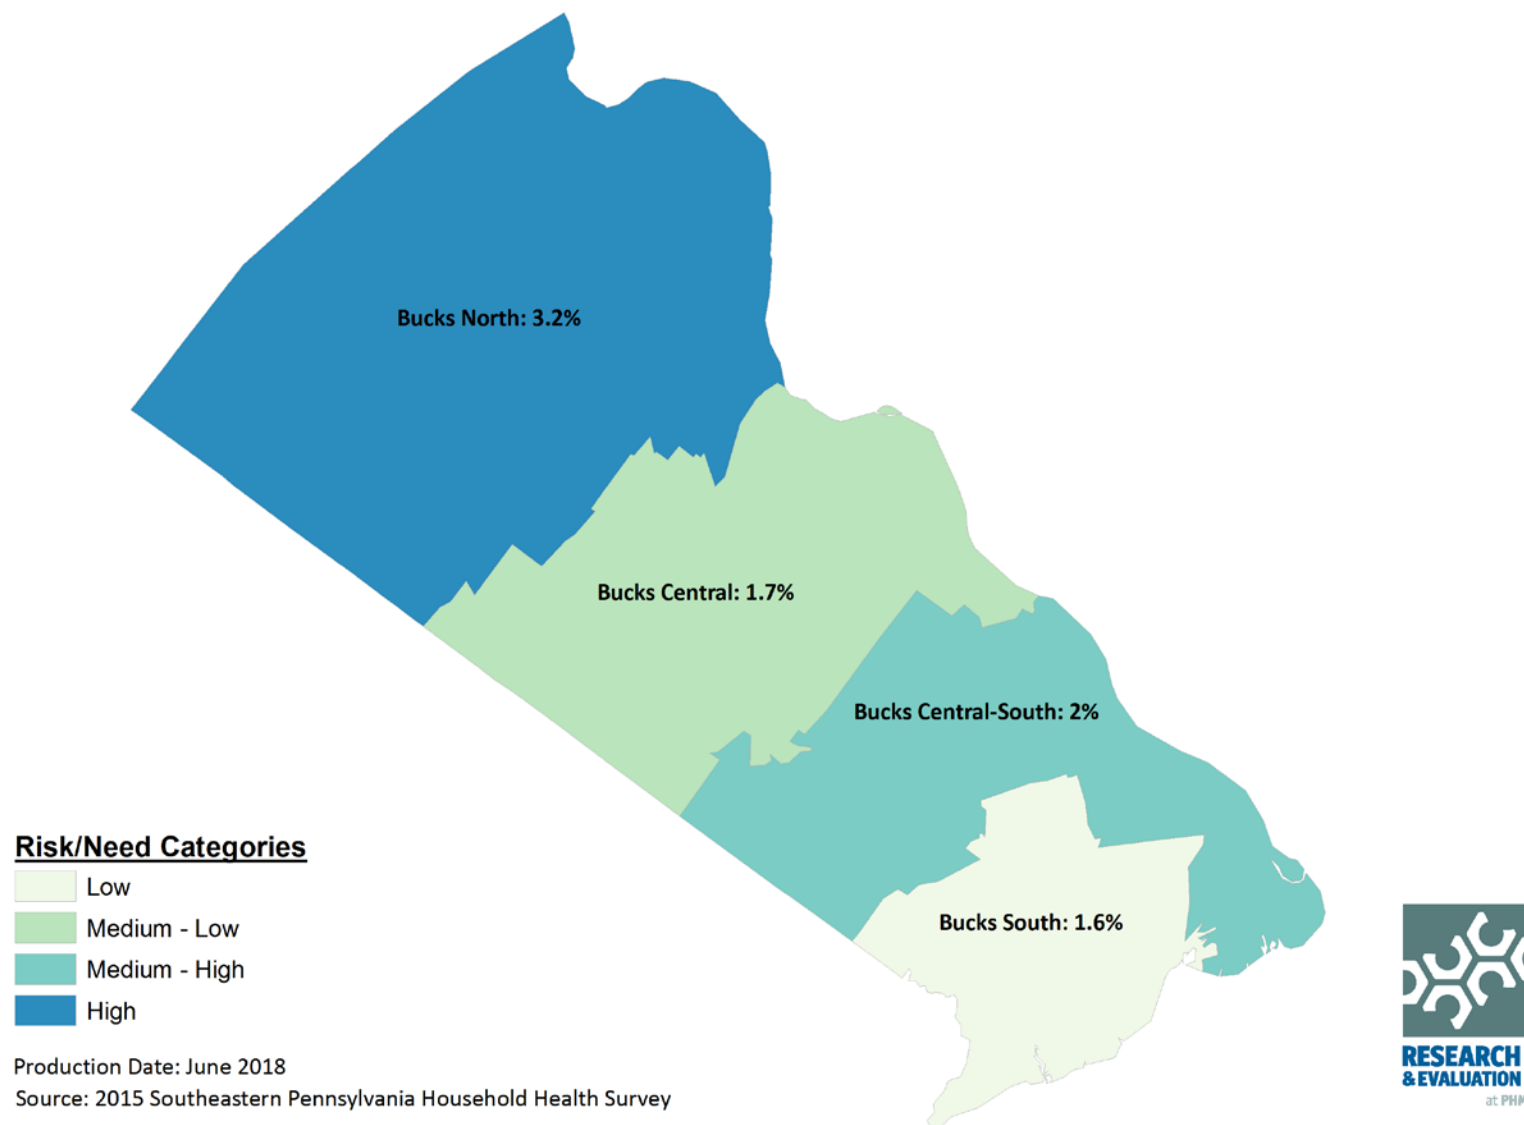 Bucks North: 3.2%
Bucks Central: 1.7%
Bucks Central-South: 2%
Bucks South: 1.6%
Risk/Need Categories
Low
Medium - Low
Medium - High
High
Production Date: June 2018
Source: 2015 Southeastern Pennsylvania Household Health Survey
RESEARCH
& EVALUATION
at